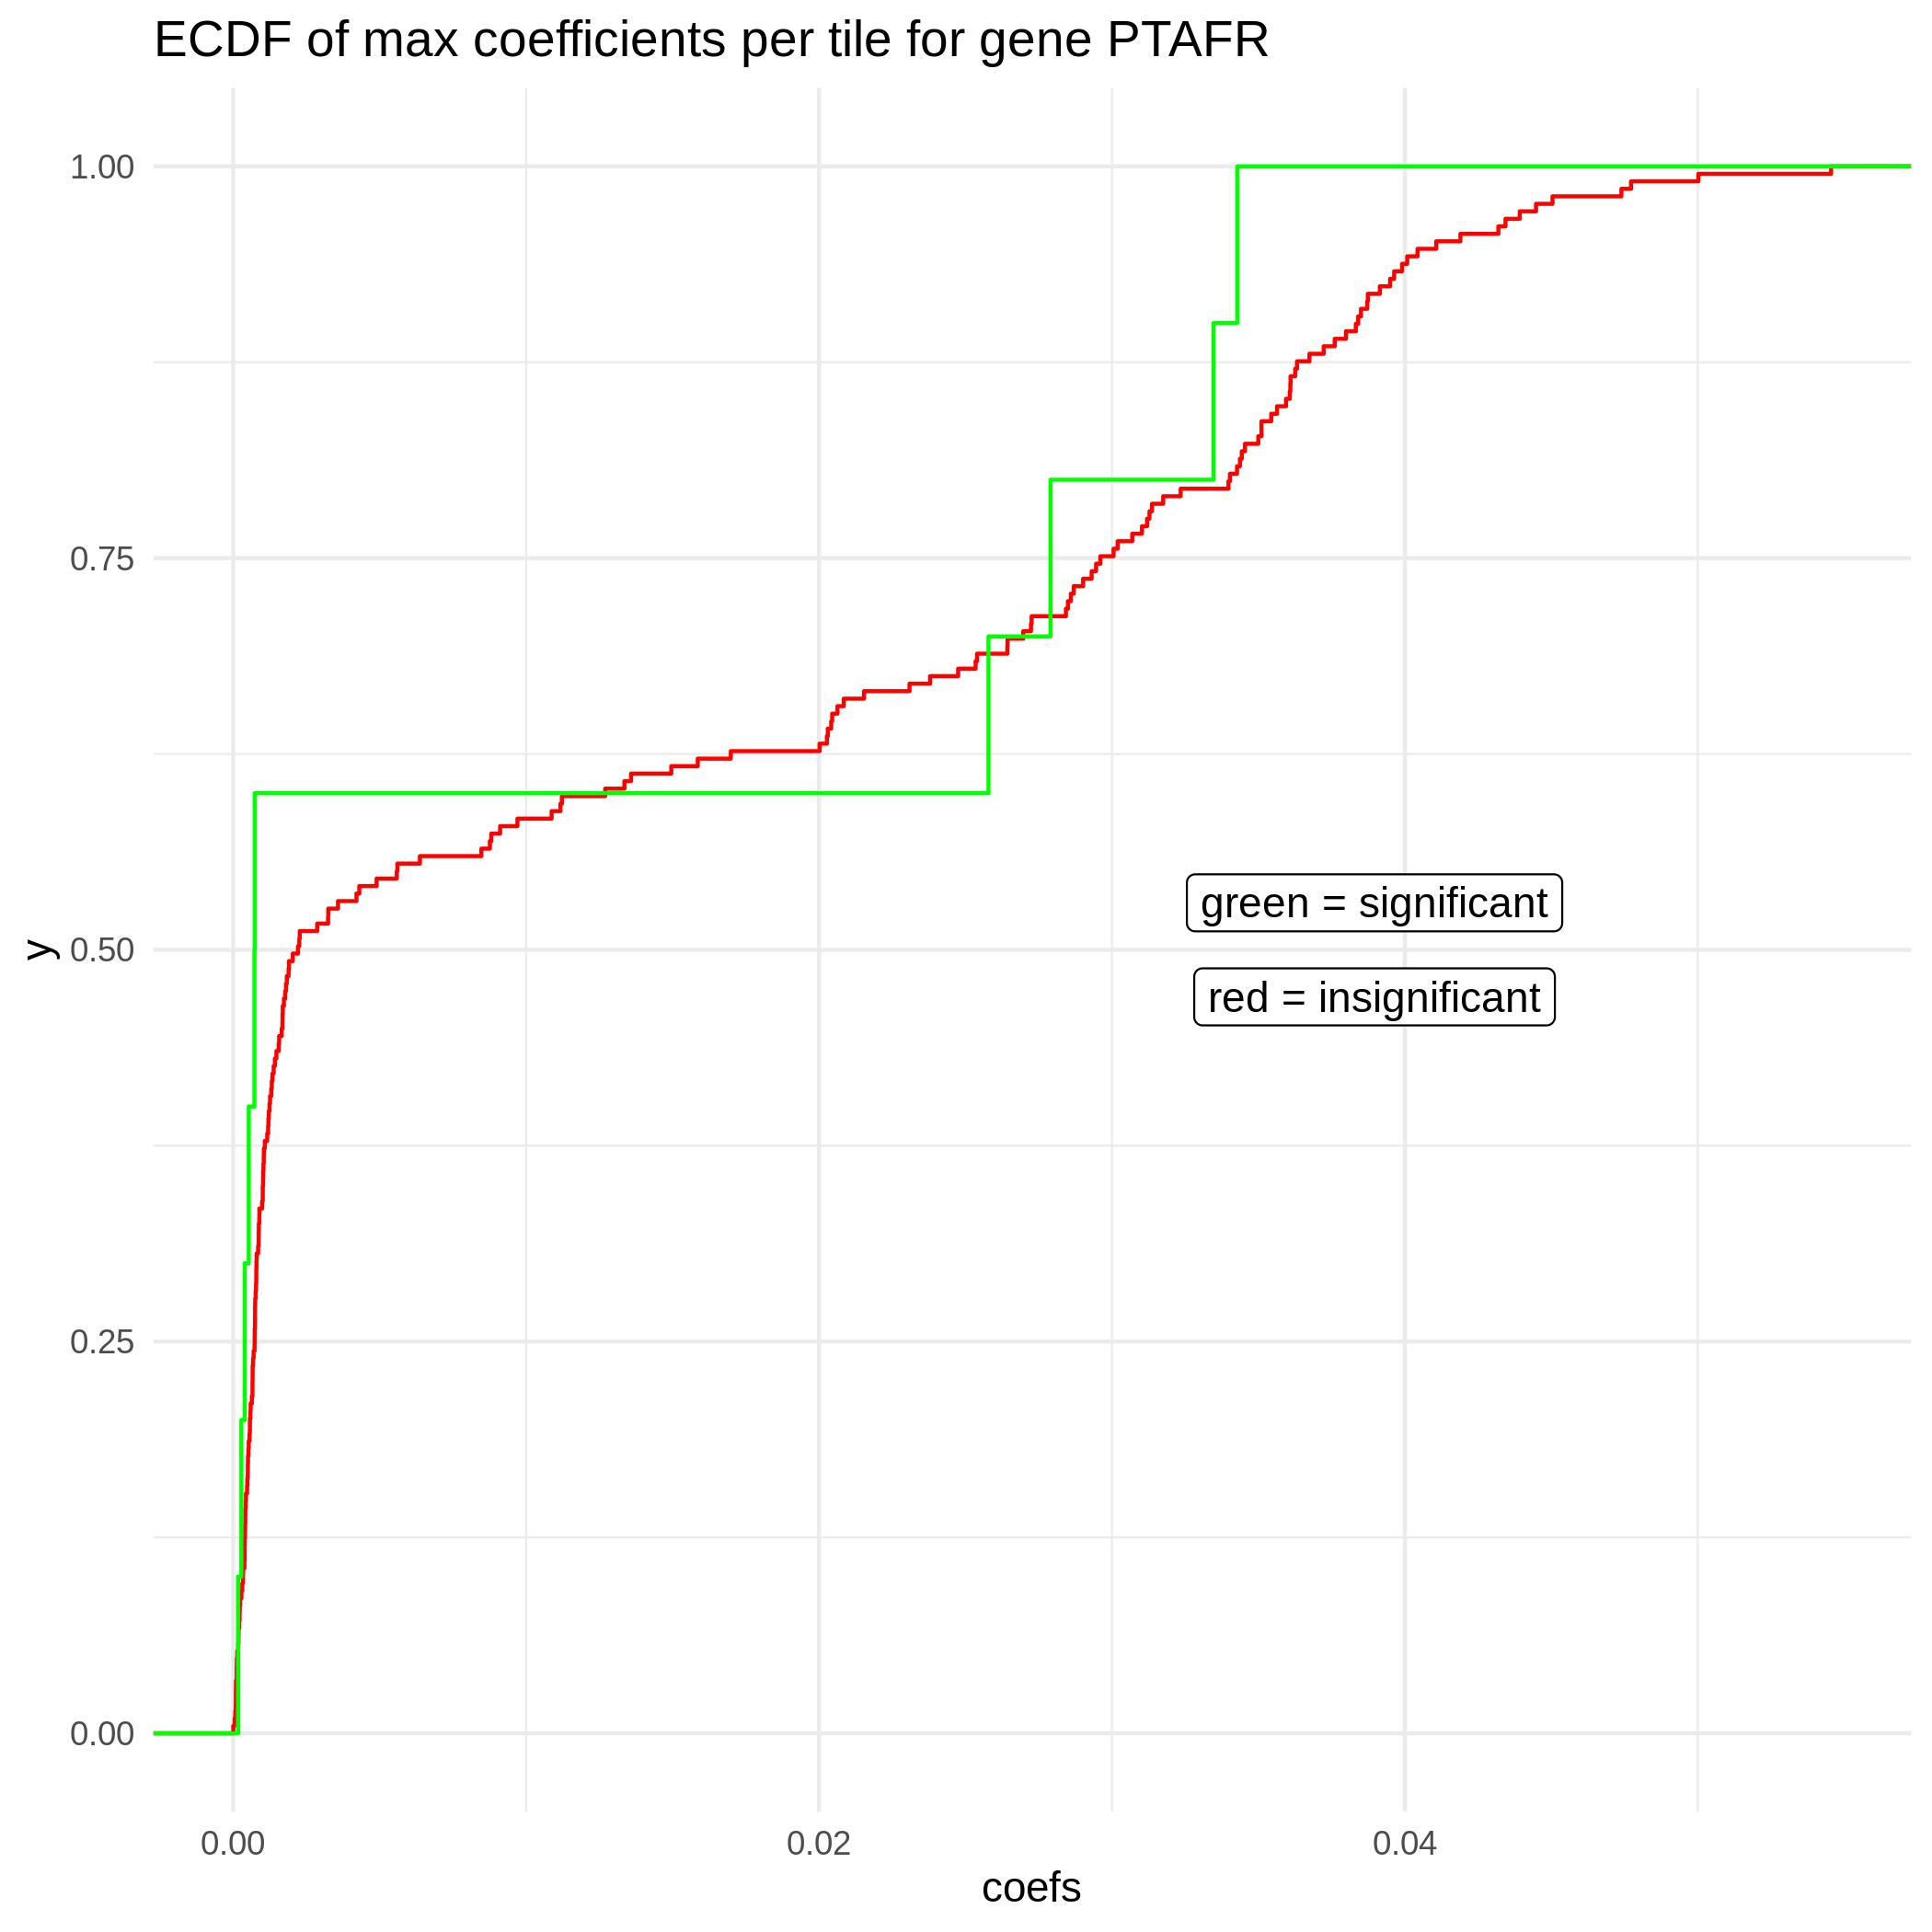 ECDF of max coefficients per tile for gene PTAFR
1.00
0.75
0.50
0.25
0.00
y
green = significant
red = insignificant
0.00 0.02 0.04
coefs